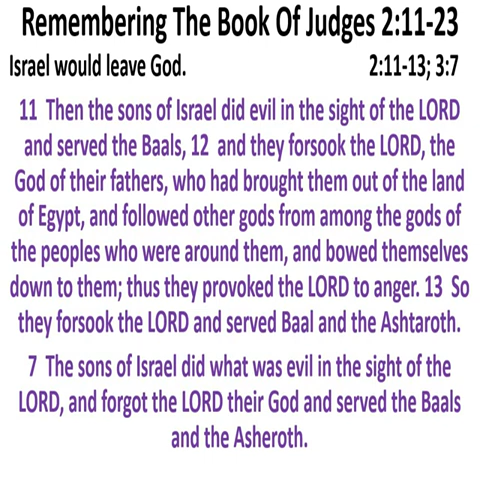 Remembering The Book Of Judges 2:11-23
Israel would leave God. 2:11-13; 3:7
11 Then the sons of Israel did evil in the sight of the LORD
and served the Baals, 12 and they forsook the LORD, the
God of their fathers, who had brought them out of the land
of Egypt, and followed other gods from among the gods of
the peoples who were around them, and bowed themselves
down to them; thus they provoked the LORD to anger. 13 So
they forsook the LORD and served Baal and the Ashtaroth.
7 The sons of Israel did what was evil in the sight of the
LORD, and forgot the LORD their God and served the Baals
and the Asheroth.